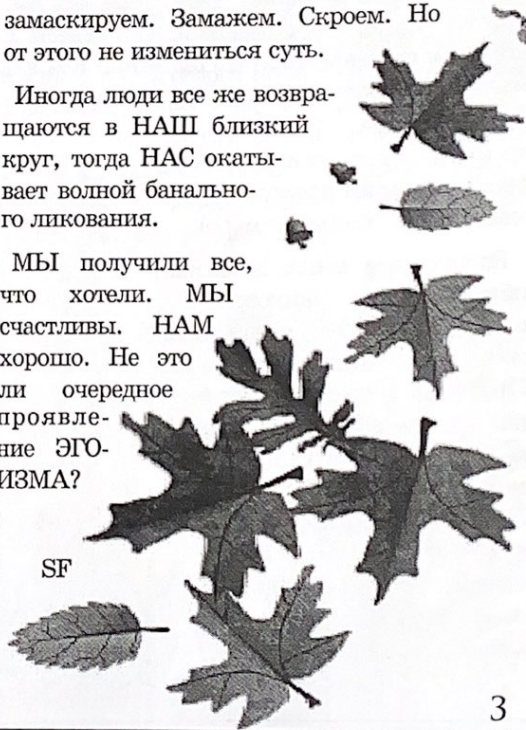 замаскируем. Замажем. Скроем. Но
от этого не измениться суть.
Иногда люди все же возвра-
щаются в НАШ близкий
круг, тогда НАС окаты-
вает волной банально-
го ликования.
МЫ получили все,
что хотели. МЫ
счастливы. НАМ
хорошо. Не это
ли очередное
проявле-
ние ЭГО-
ИЗМА?
SF
3